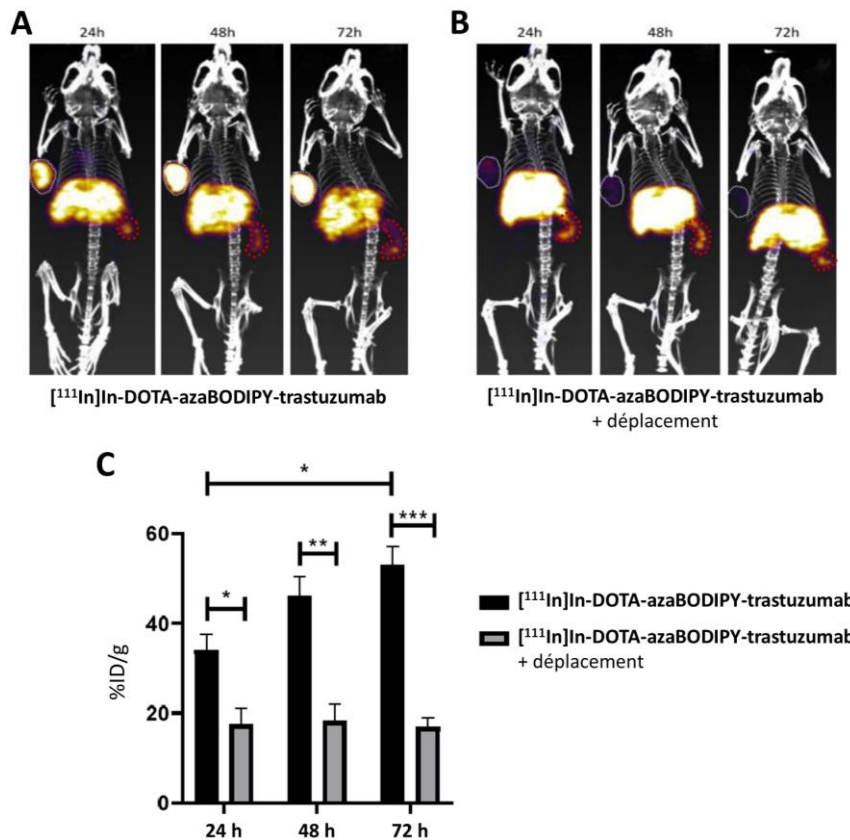 A
24h 48h 72h
[¹¹¹In]In-DOTA-azaBODIPY-trastuzumab
B
24h 48h 72h
[¹¹¹In]In-DOTA-azaBODIPY-trastuzumab
+ déplacement
C
*
*** 
**
*
60
40
20
0
%ID/g
24 h 48 h 72 h
[¹¹¹In]In-DOTA-azaBODIPY-trastuzumab
[¹¹¹In]In-DOTA-azaBODIPY-trastuzumab
+ déplacement